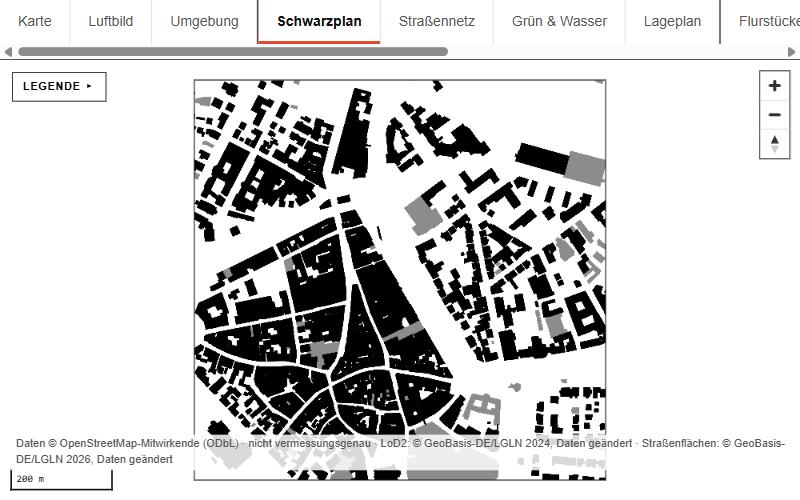 Karte
Luftbild
Umgebung
Schwarzplan
Straßennetz
Grün & Wasser
Lageplan
Flurstücke
LEGENDE
Daten © OpenStreetMap-Mitwirkende (ODbL) · nicht vermessungsgenau · LoD2: © GeoBasis-DE/LGLN 2024, Daten geändert · Straßenflächen: © GeoBasis-
DE/LGLN 2026, Daten geändert
200 m